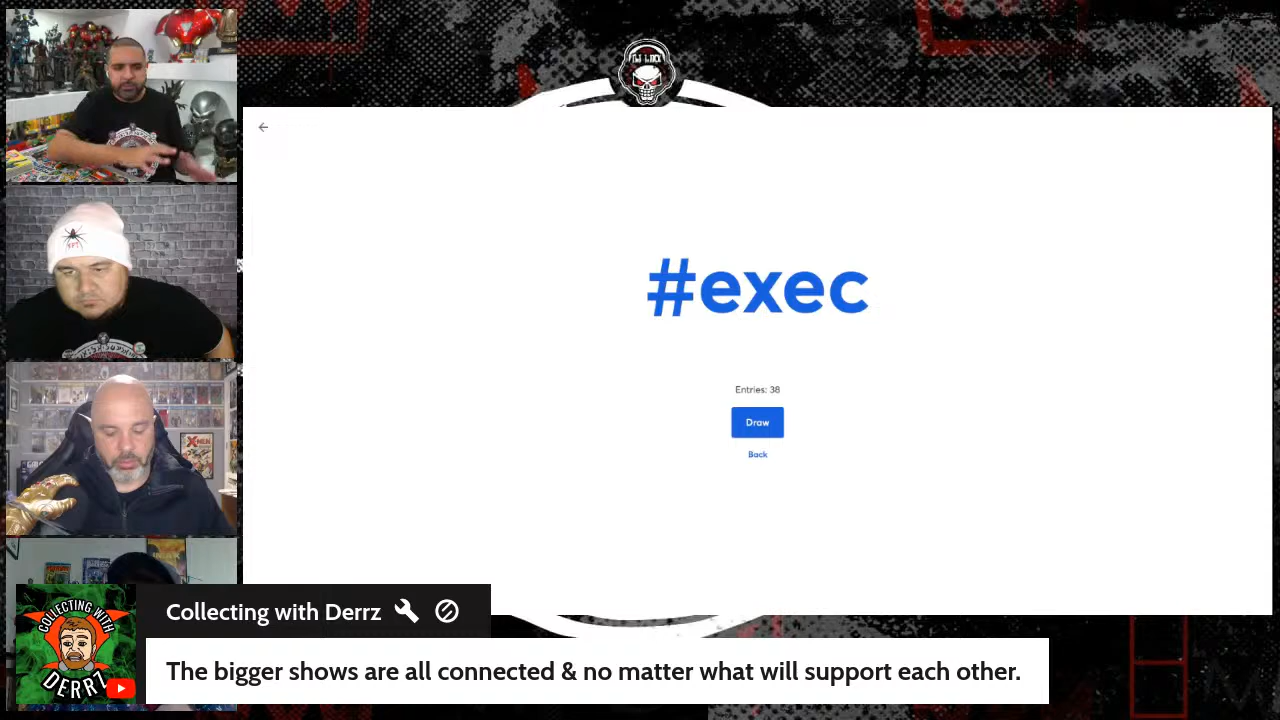 #exec
Entries: 38
Draw
Back
X-MEN
COLLECTING WITH
DERRZ
Collecting with Derrz
The bigger shows are all connected & no matter what will support each other.